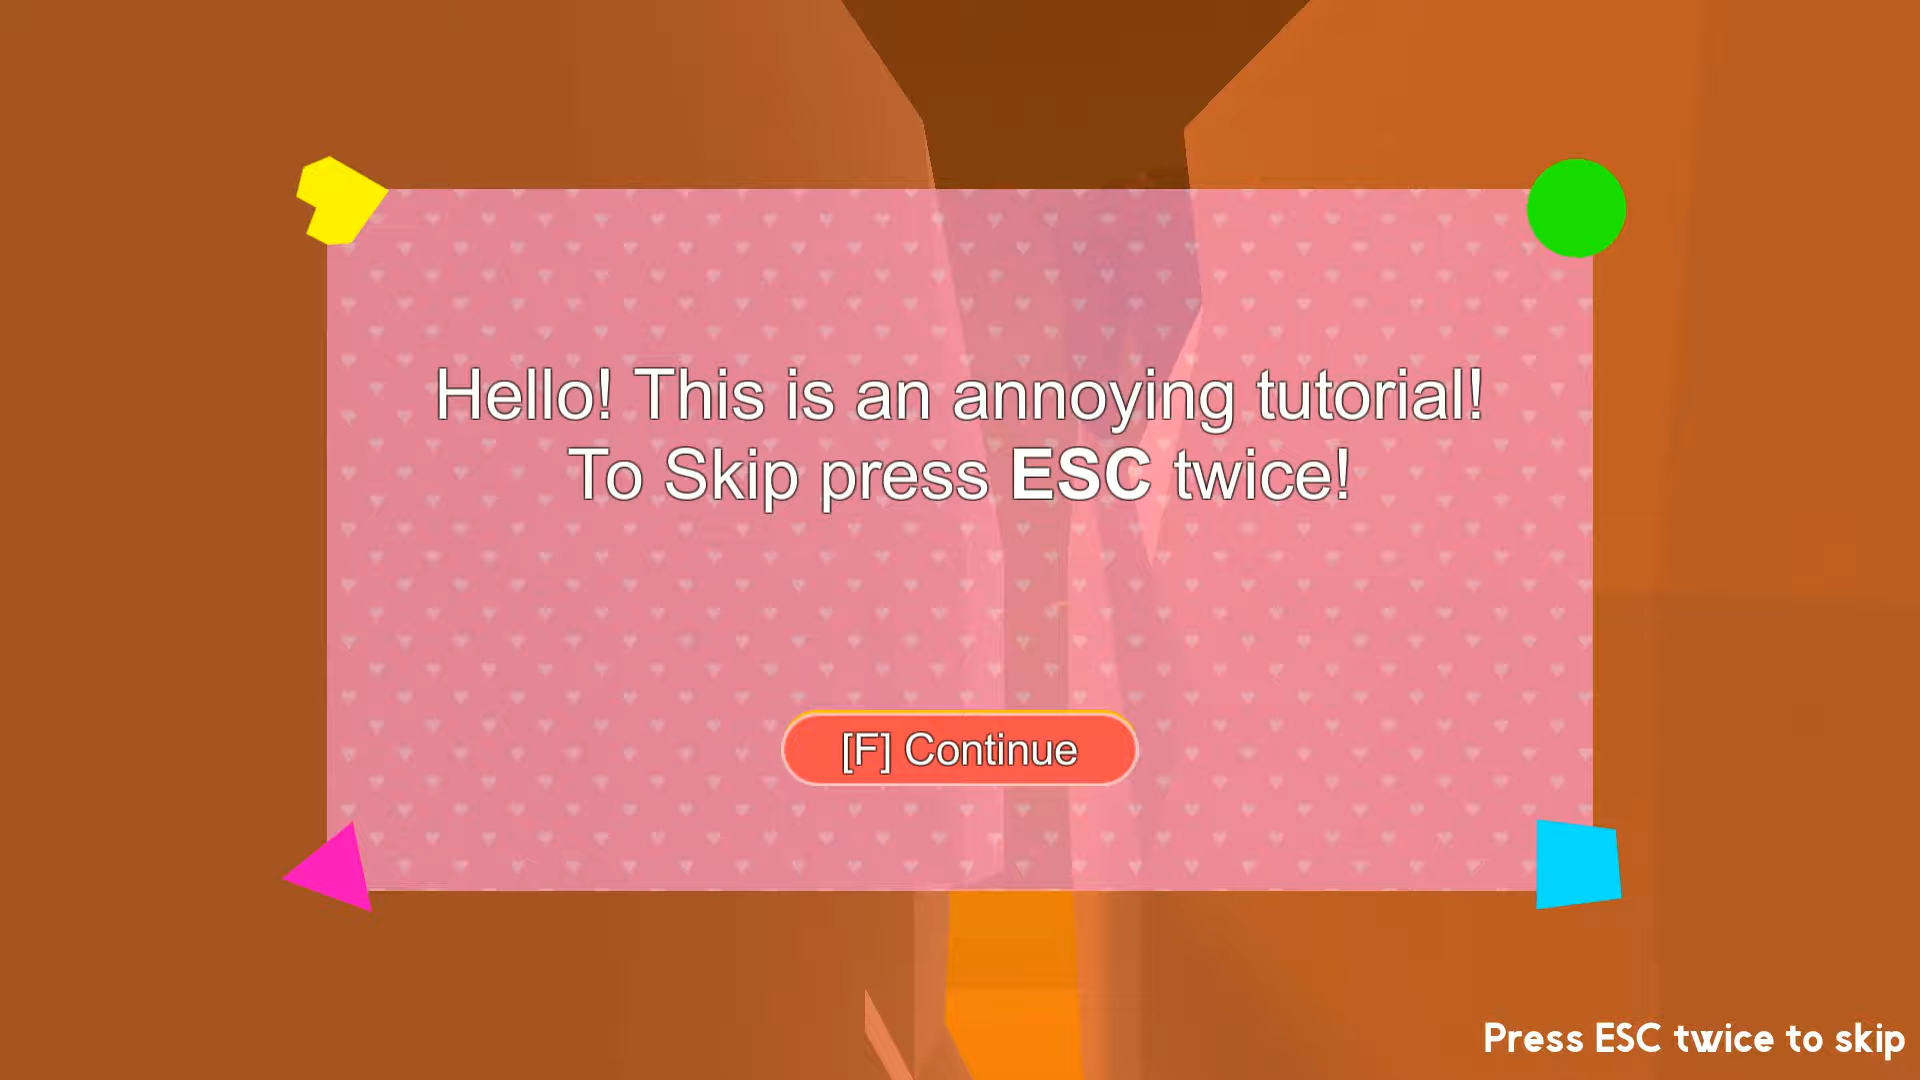 Hello! This is an annoying tutorial!
To Skip press ESC twice!
[F] Continue
Press ESC twice to skip